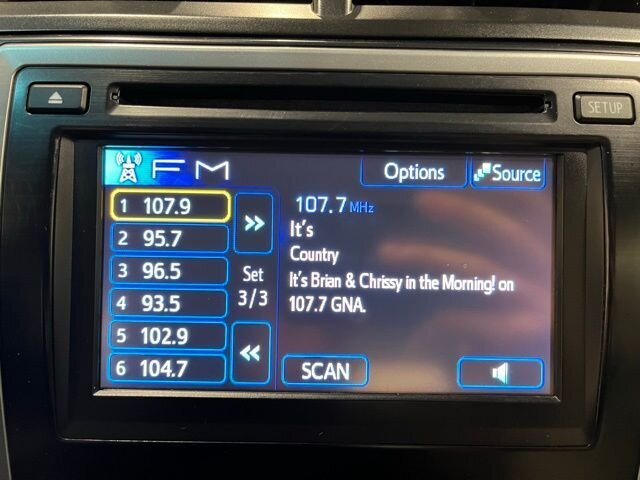 SETUP
FM
Options
Source
1 107.9
2 95.7
3 96.5
4 93.5
5 102.9
6 104.7
>>
Set
3/3
<<
107.7 MHz
It's
Country
It's Brian & Chrissy in the Morning! on
107.7 GNA.
SCAN